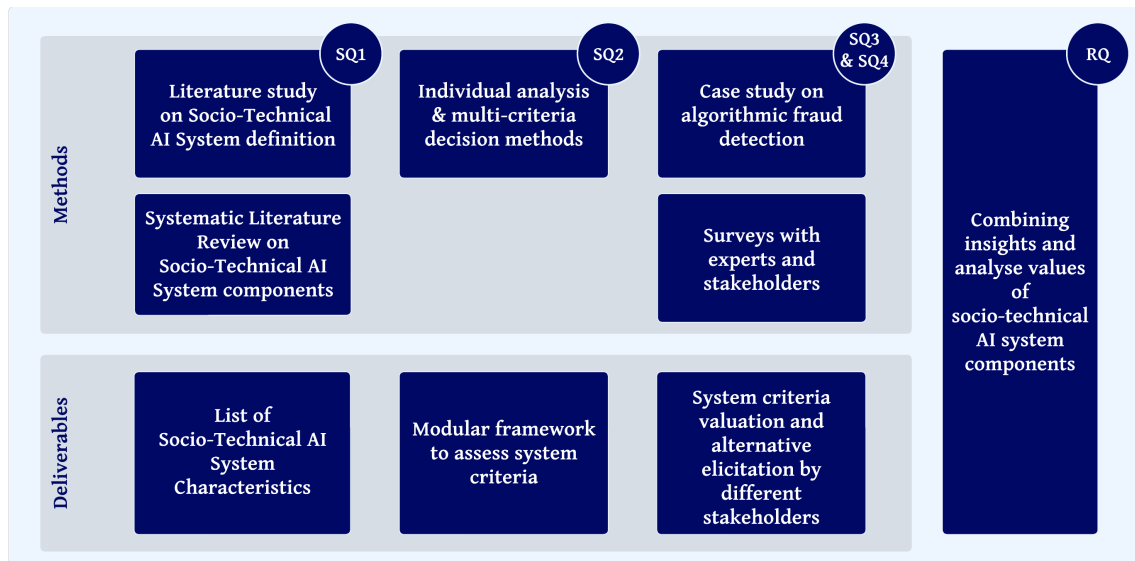 SQ1
SQ2
SQ3
& SQ4
RQ
Methods
Literature study
on Socio-Technical
AI System definition
Individual analysis
& multi-criteria
decision methods
Case study on
algorithmic fraud
detection
Systematic Literature
Review on
Socio-Technical AI
System components
Surveys with
experts and
stakeholders
Combining
insights and
analyse values
of
socio-technical
AI system
components
Deliverables
List of
Socio-Technical AI
System
Characteristics
Modular framework
to assess system
criteria
System criteria
valuation and
alternative
elicitation by
different
stakeholders